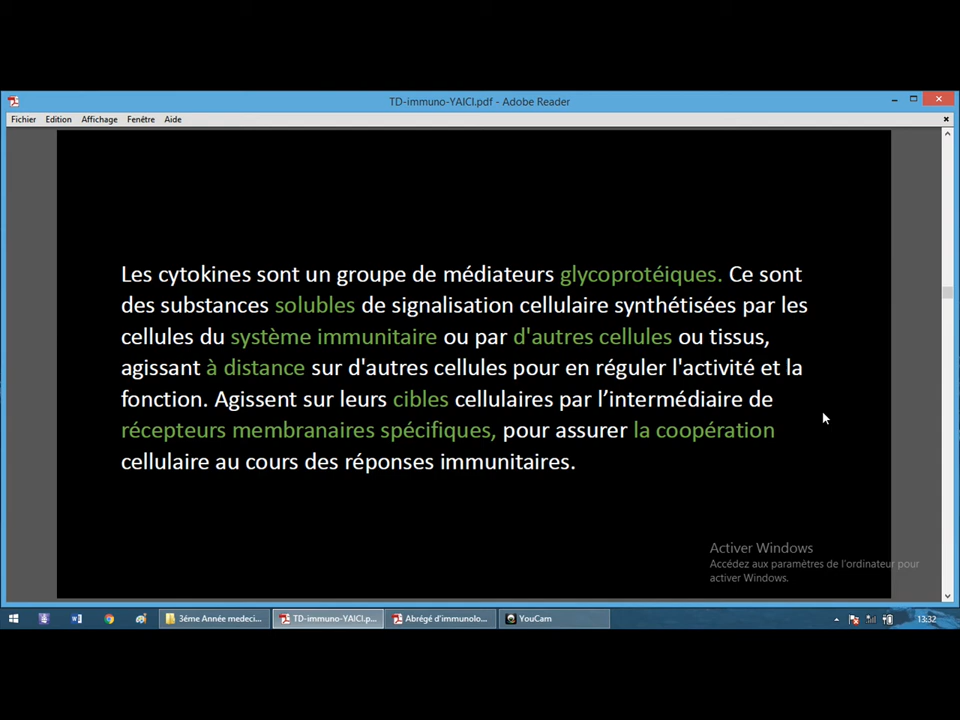 TD-immuno-YAICI.pdf - Adobe Reader
Fichier Edition Affichage Fenêtre Aide
Les cytokines sont un groupe de médiateurs glycoprotéiques. Ce sont
des substances solubles de signalisation cellulaire synthétisées par les
cellules du système immunitaire ou par d'autres cellules ou tissus,
agissant à distance sur d'autres cellules pour en réguler l'activité et la
fonction. Agissent sur leurs cibles cellulaires par l’intermédiaire de
récepteurs membranaires spécifiques, pour assurer la coopération
cellulaire au cours des réponses immunitaires.
Activer Windows
Accédez aux paramètres de l'ordinateur pour
activer Windows.
3éme Année medeci... TD-immuno-YAICI.p... Abrégé d'immunolo... YouCam 13:32